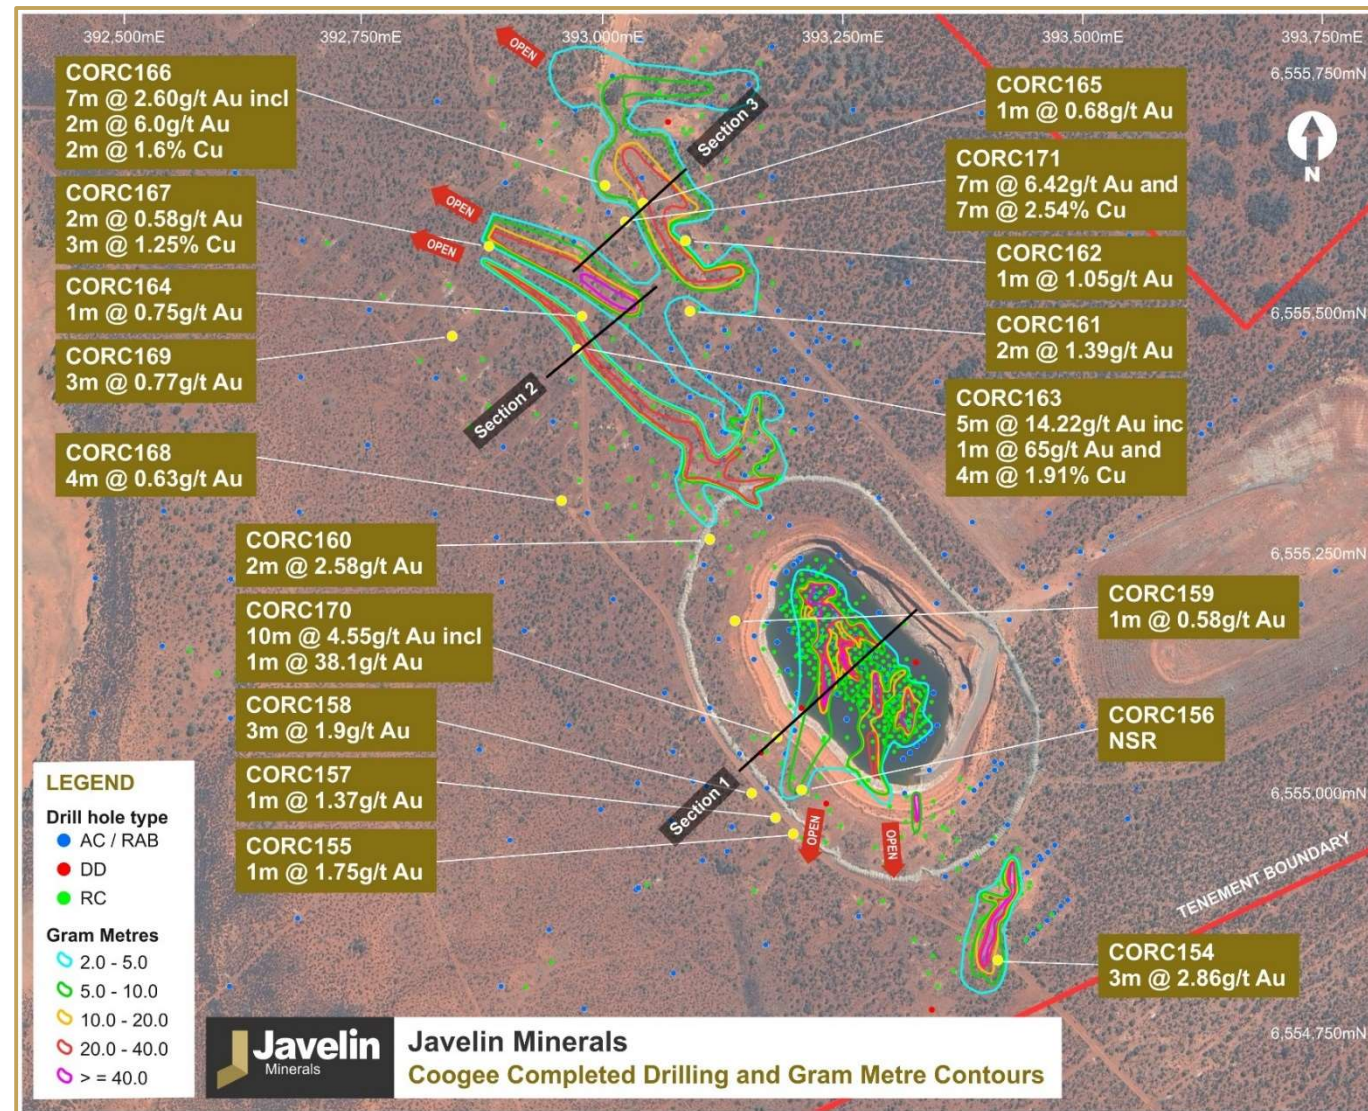 392,500mE
392,750mE
393,000mE
393,250mE
393,500mE
393,750mE
6,555,750mN
6,555,500mN
6,555,250mN
6,555,000mN
6,554,750mN
N
OPEN
OPEN
OPEN
OPEN
OPEN
Section 3
Section 2
Section 1
TENEMENT BOUNDARY
CORC166
7m @ 2.60g/t Au incl
2m @ 6.0g/t Au
2m @ 1.6% Cu
CORC167
2m @ 0.58g/t Au
3m @ 1.25% Cu
CORC164
1m @ 0.75g/t Au
CORC169
3m @ 0.77g/t Au
CORC168
4m @ 0.63g/t Au
CORC160
2m @ 2.58g/t Au
CORC170
10m @ 4.55g/t Au incl
1m @ 38.1g/t Au
CORC158
3m @ 1.9g/t Au
CORC157
1m @ 1.37g/t Au
CORC155
1m @ 1.75g/t Au
CORC165
1m @ 0.68g/t Au
CORC171
7m @ 6.42g/t Au and
7m @ 2.54% Cu
CORC162
1m @ 1.05g/t Au
CORC161
2m @ 1.39g/t Au
CORC163
5m @ 14.22g/t Au inc
1m @ 65g/t Au and
4m @ 1.91% Cu
CORC159
1m @ 0.58g/t Au
CORC156
NSR
CORC154
3m @ 2.86g/t Au
LEGEND
Drill hole type
AC / RAB
DD
RC
Gram Metres
2.0 - 5.0
5.0 - 10.0
10.0 - 20.0
20.0 - 40.0
> = 40.0
Javelin
Minerals
Javelin Minerals
Coogee Completed Drilling and Gram Metre Contours